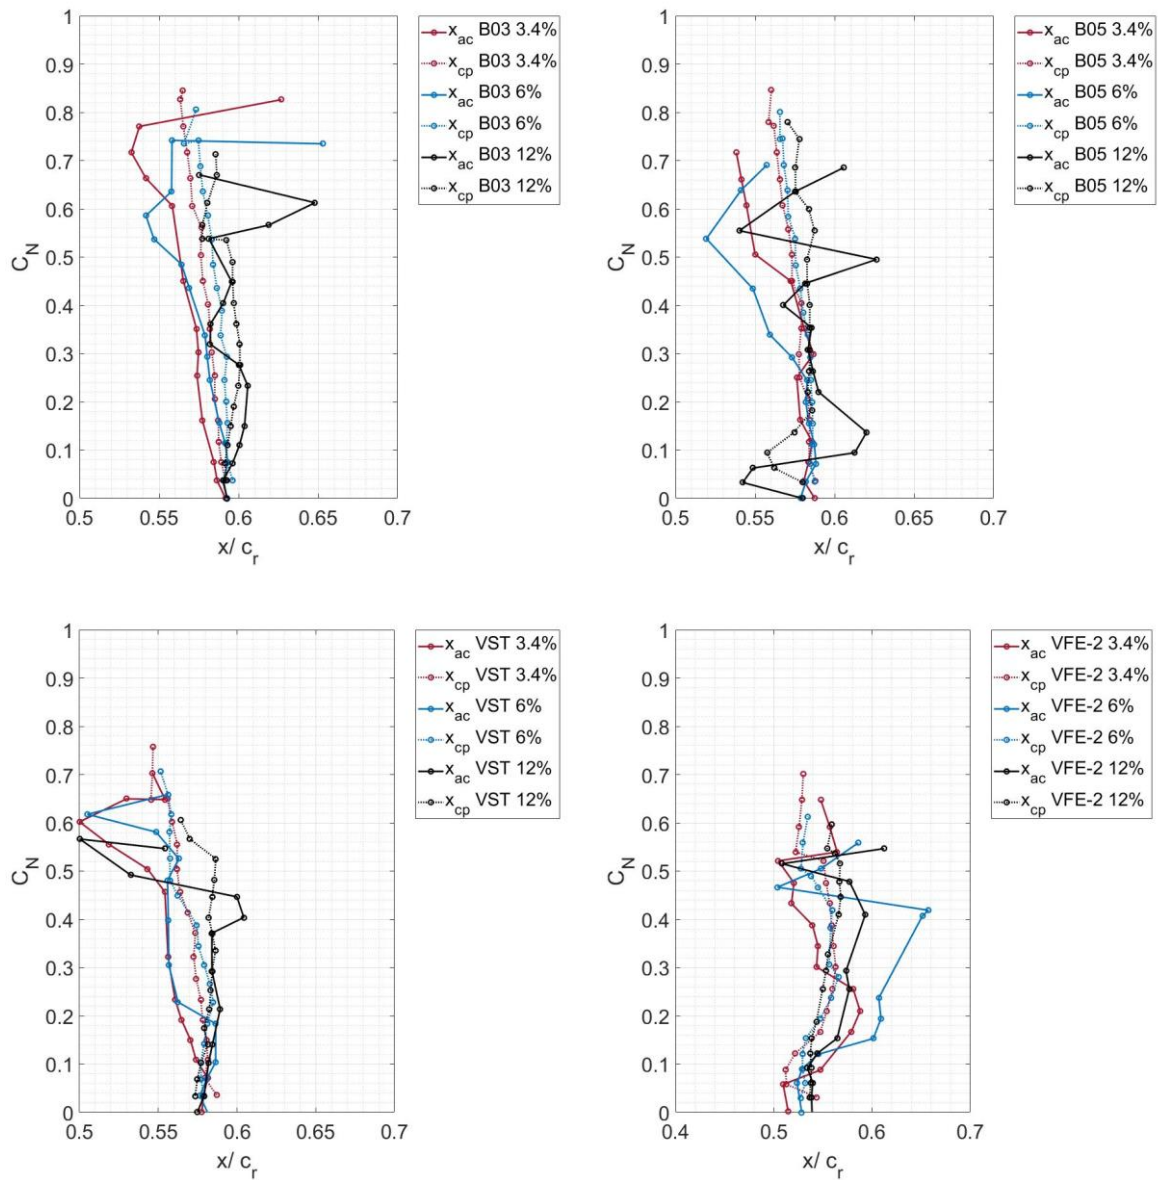 1
0.9
0.8
0.7
0.6
0.5
0.4
0.3
0.2
0.1
0
C_N
0.5 0.55 0.6 0.65 0.7
x/ c_r
x_ac B03 3.4%
x_cp B03 3.4%
x_ac B03 6%
x_cp B03 6%
x_ac B03 12%
x_cp B03 12%
1
0.9
0.8
0.7
0.6
0.5
0.4
0.3
0.2
0.1
0
C_N
0.5 0.55 0.6 0.65 0.7
x/ c_r
x_ac B05 3.4%
x_cp B05 3.4%
x_ac B05 6%
x_cp B05 6%
x_ac B05 12%
x_cp B05 12%
1
0.9
0.8
0.7
0.6
0.5
0.4
0.3
0.2
0.1
0
C_N
0.5 0.55 0.6 0.65 0.7
x/ c_r
x_ac VST 3.4%
x_cp VST 3.4%
x_ac VST 6%
x_cp VST 6%
x_ac VST 12%
x_cp VST 12%
1
0.9
0.8
0.7
0.6
0.5
0.4
0.3
0.2
0.1
0
C_N
0.4 0.5 0.6 0.7
x/ c_r
x_ac VFE-2 3.4%
x_cp VFE-2 3.4%
x_ac VFE-2 6%
x_cp VFE-2 6%
x_ac VFE-2 12%
x_cp VFE-2 12%